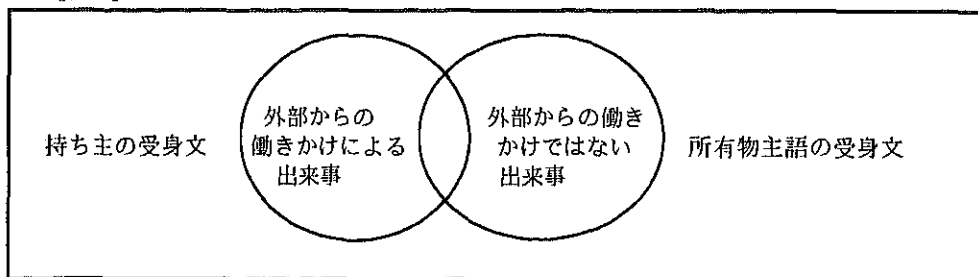 持ち主の受身文
外部からの
働きかけによる
出来事
外部からの働き
かけではない
出来事
所有物主語の受身文